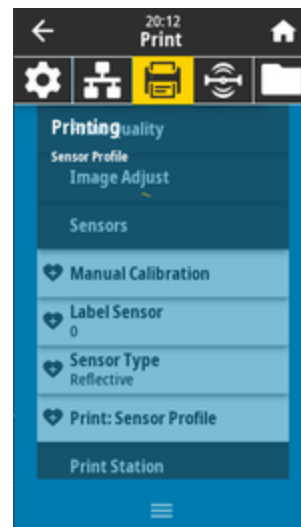 20:12
Print
Printing
uality
Sensor Profile
Image Adjust
Sensors
Manual Calibration
Label Sensor
0
Sensor Type
Reflective
Print: Sensor Profile
Print Station